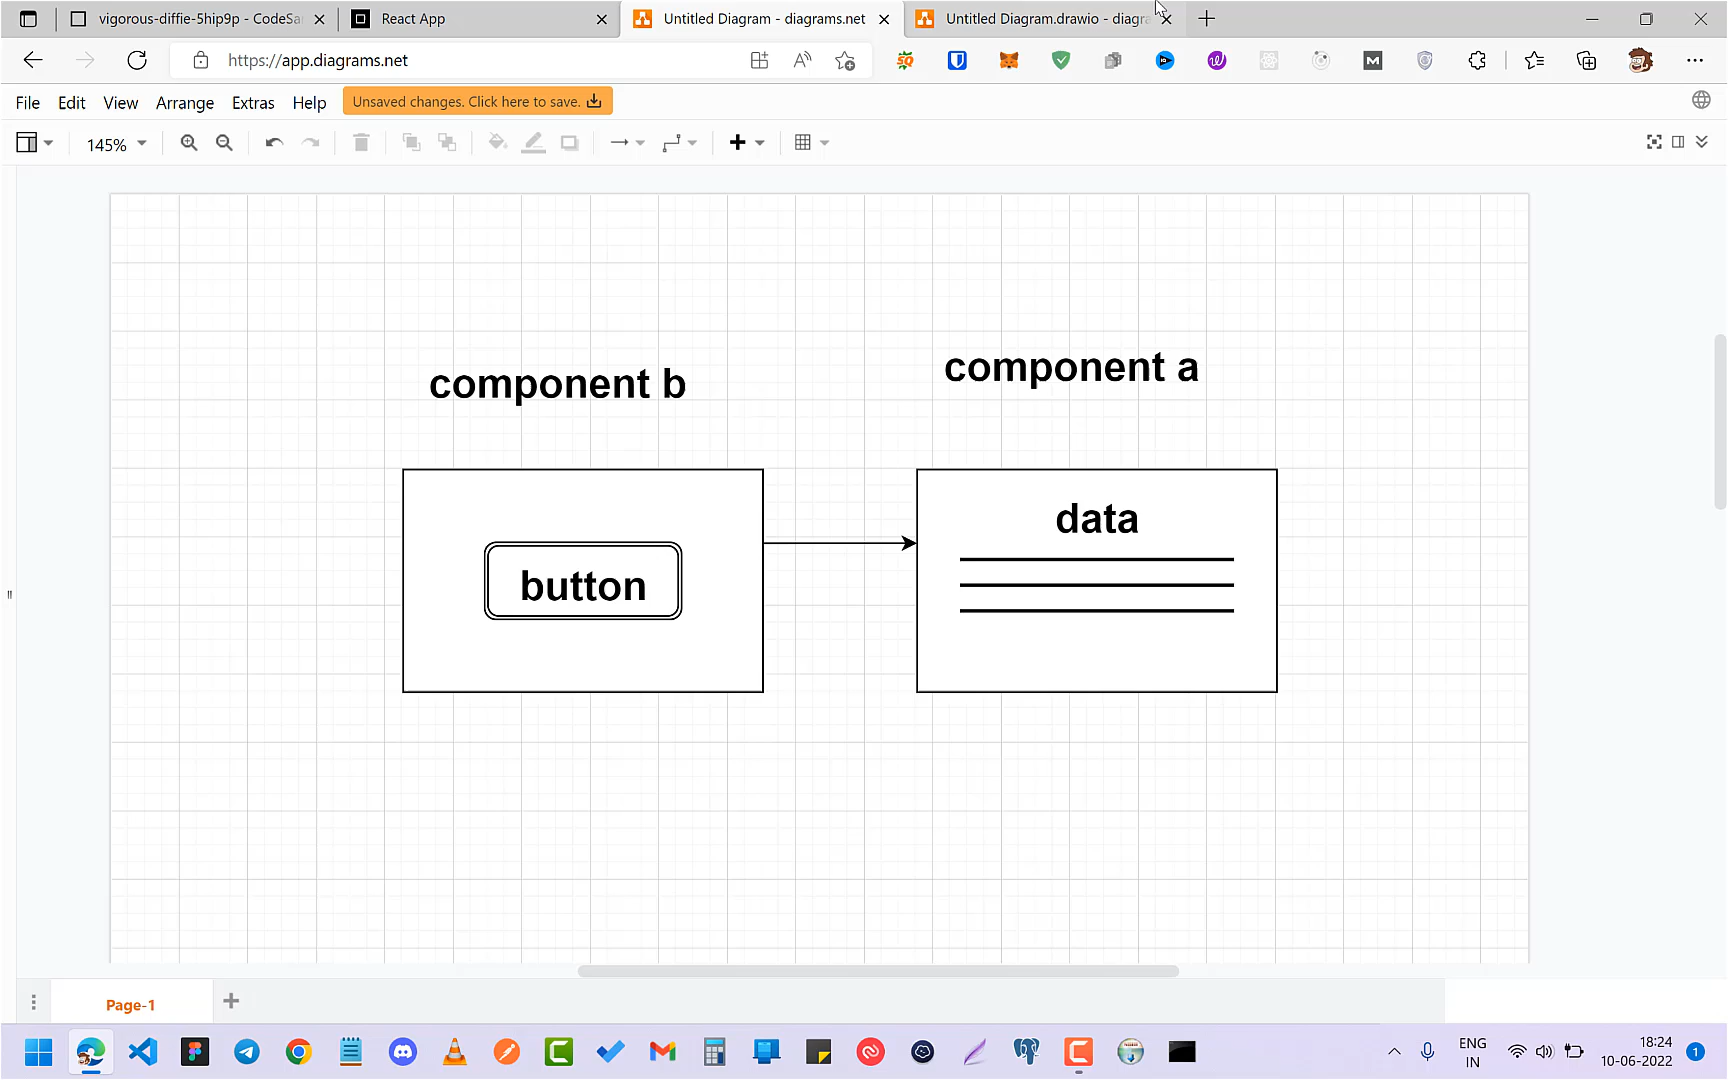 vigorous-diffie-5hip9p - CodeSa
React App
Untitled Diagram - diagrams.net
Untitled Diagram.drawio - diagra
https://app.diagrams.net
File Edit View Arrange Extras Help Unsaved changes. Click here to save.
145%
component b
component a
button
data
Page-1
ENG
IN
18:24
10-06-2022
1